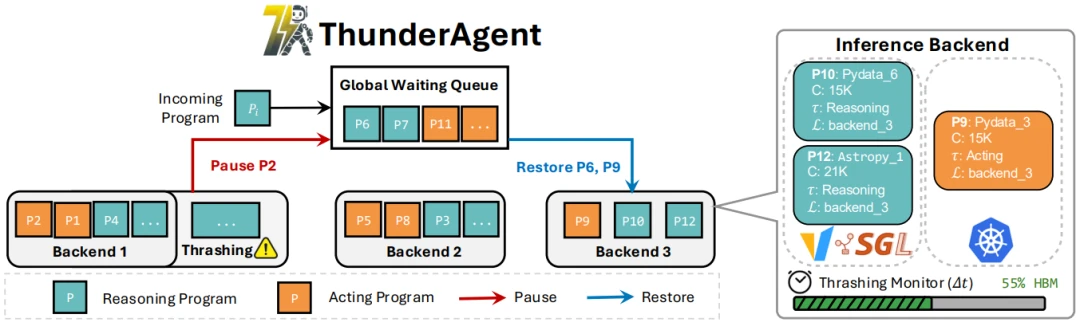 ThunderAgent
Incoming
Program
P_i
Global Waiting Queue
P6 P7 P11 ...
Pause P2
Restore P6, P9
P2 P1 P4 ... ...
Backend 1 Thrashing
P5 P8 P3 ...
Backend 2
P9 P10 P12
Backend 3
P Reasoning Program P Acting Program Pause Restore
Inference Backend
P10: Pydata_6
C: 15K
τ: Reasoning
ℒ: backend_3
P12: Astropy_1
C: 21K
τ: Reasoning
ℒ: backend_3
P9: Pydata_3
C: 15K
τ: Acting
ℒ: backend_3
SGL
Thrashing Monitor (Δt) 55% HBM